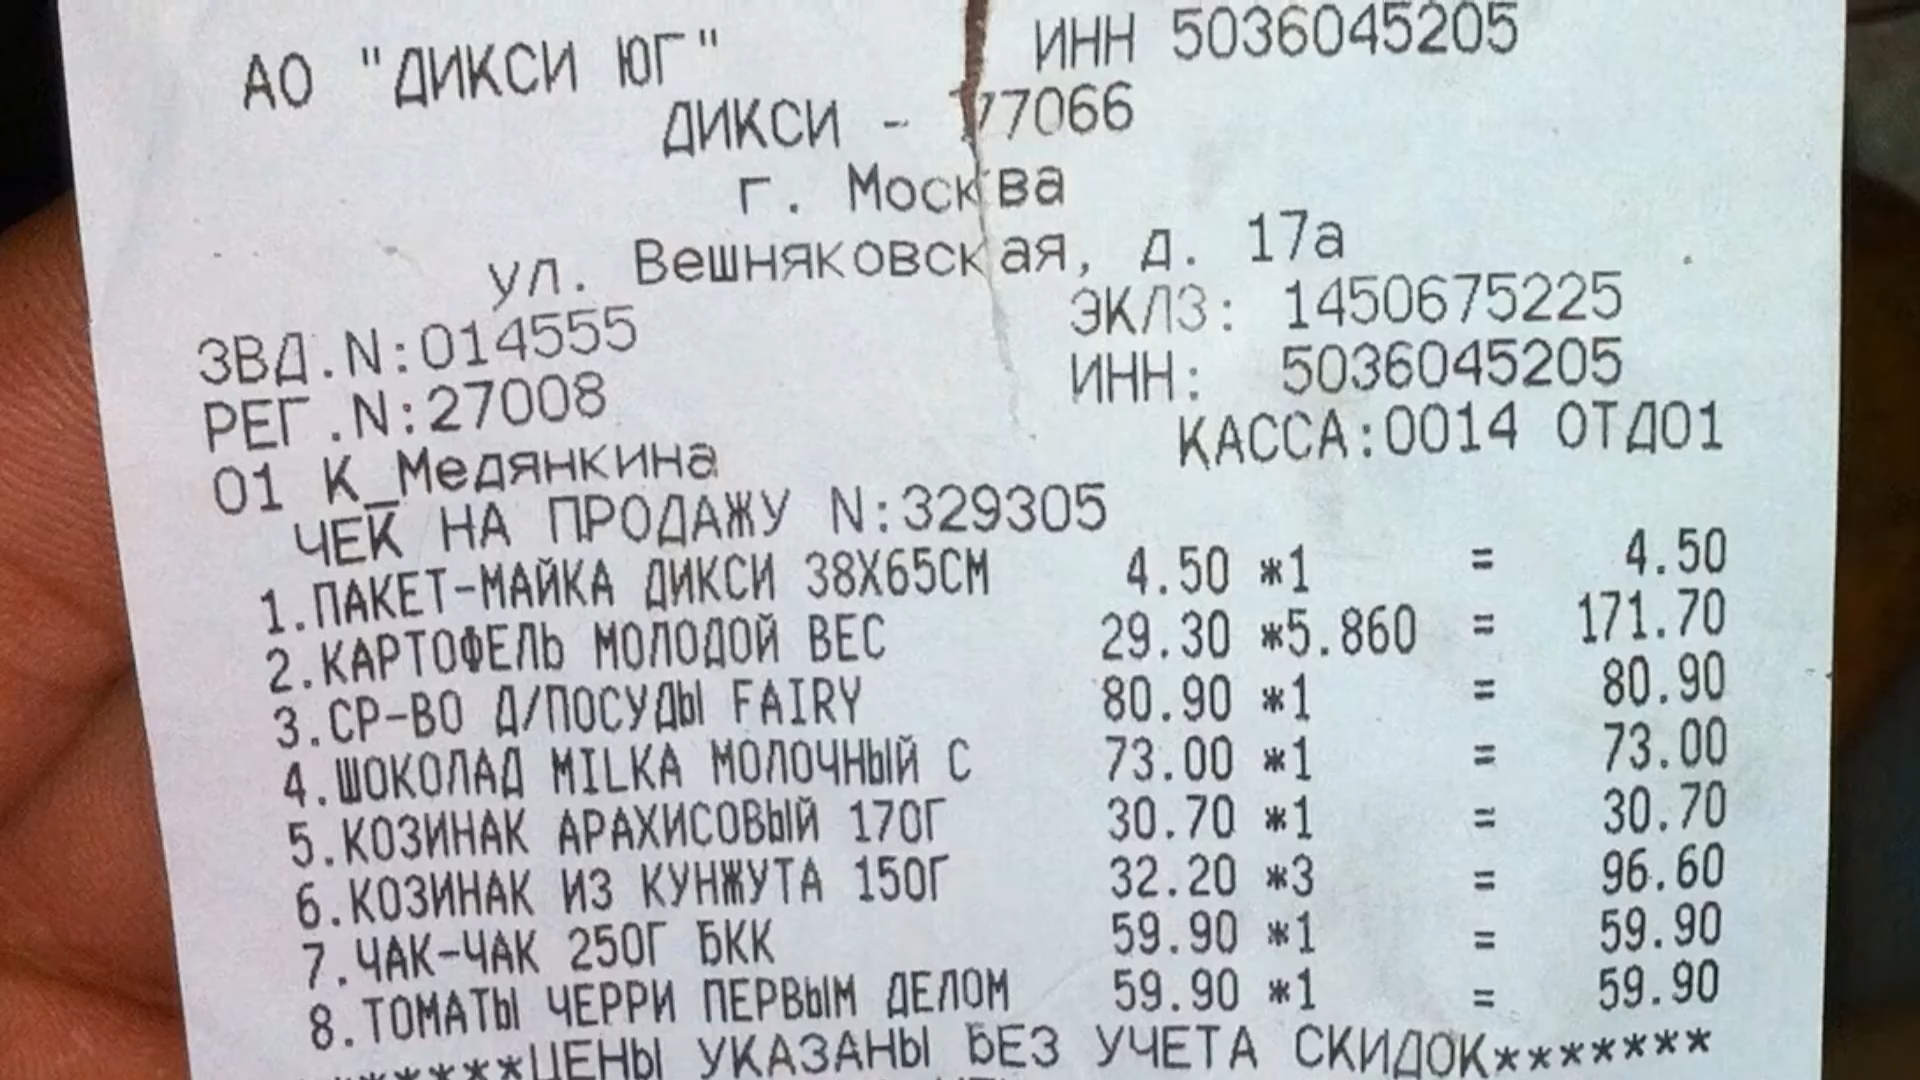 АО "ДИКСИ ЮГ" ИНН 5036045205
ДИКСИ - 77066
г. Москва
ул. Вешняковская, д. 17а
ЗВД.N:014555 ЭКЛЗ: 1450675225
РЕГ.N:27008 ИНН: 5036045205
01 К_Медянкина КАССА:0014 ОТД01
ЧЕК НА ПРОДАЖУ N:329305
1.ПАКЕТ-МАЙКА ДИКСИ 38X65СМ 4.50 *1 = 4.50
2.КАРТОФЕЛЬ МОЛОДОЙ ВЕС 29.30 *5.860 = 171.70
3.СР-ВО Д/ПОСУДЫ FAIRY 80.90 *1 = 80.90
4.ШОКОЛАД MILKA МОЛОЧНЫЙ С 73.00 *1 = 73.00
5.КОЗИНАК АРАХИСОВЫЙ 170Г 30.70 *1 = 30.70
6.КОЗИНАК ИЗ КУНЖУТА 150Г 32.20 *3 = 96.60
7.ЧАК-ЧАК 250Г БКК 59.90 *1 = 59.90
8.ТОМАТЫ ЧЕРРИ ПЕРВЫМ ДЕЛОМ 59.90 *1 = 59.90
******ЦЕНЫ УКАЗАНЫ БЕЗ УЧЕТА СКИДОК*******